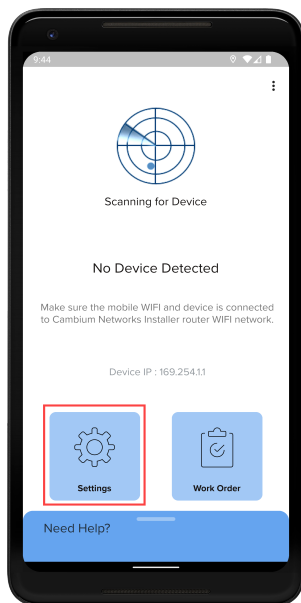 9:44
Scanning for Device
No Device Detected
Make sure the mobile WIFI and device is connected
to Cambium Networks Installer router WIFI network.
Device IP : 169.254.1.1
Settings
Work Order
Need Help?